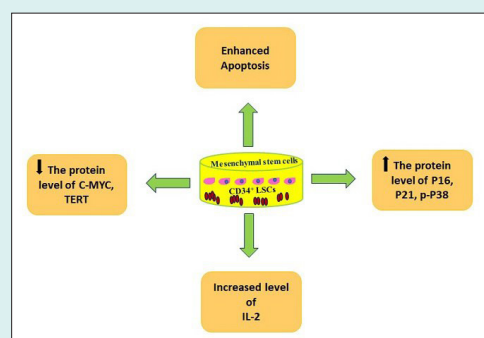 Enhanced
Apoptosis
Mesenchymal stem cells
CD34⁺ LSCs
The protein
level of C-MYC,
TERT
The protein
level of P16,
P21, p-P38
Increased level
of
IL-2